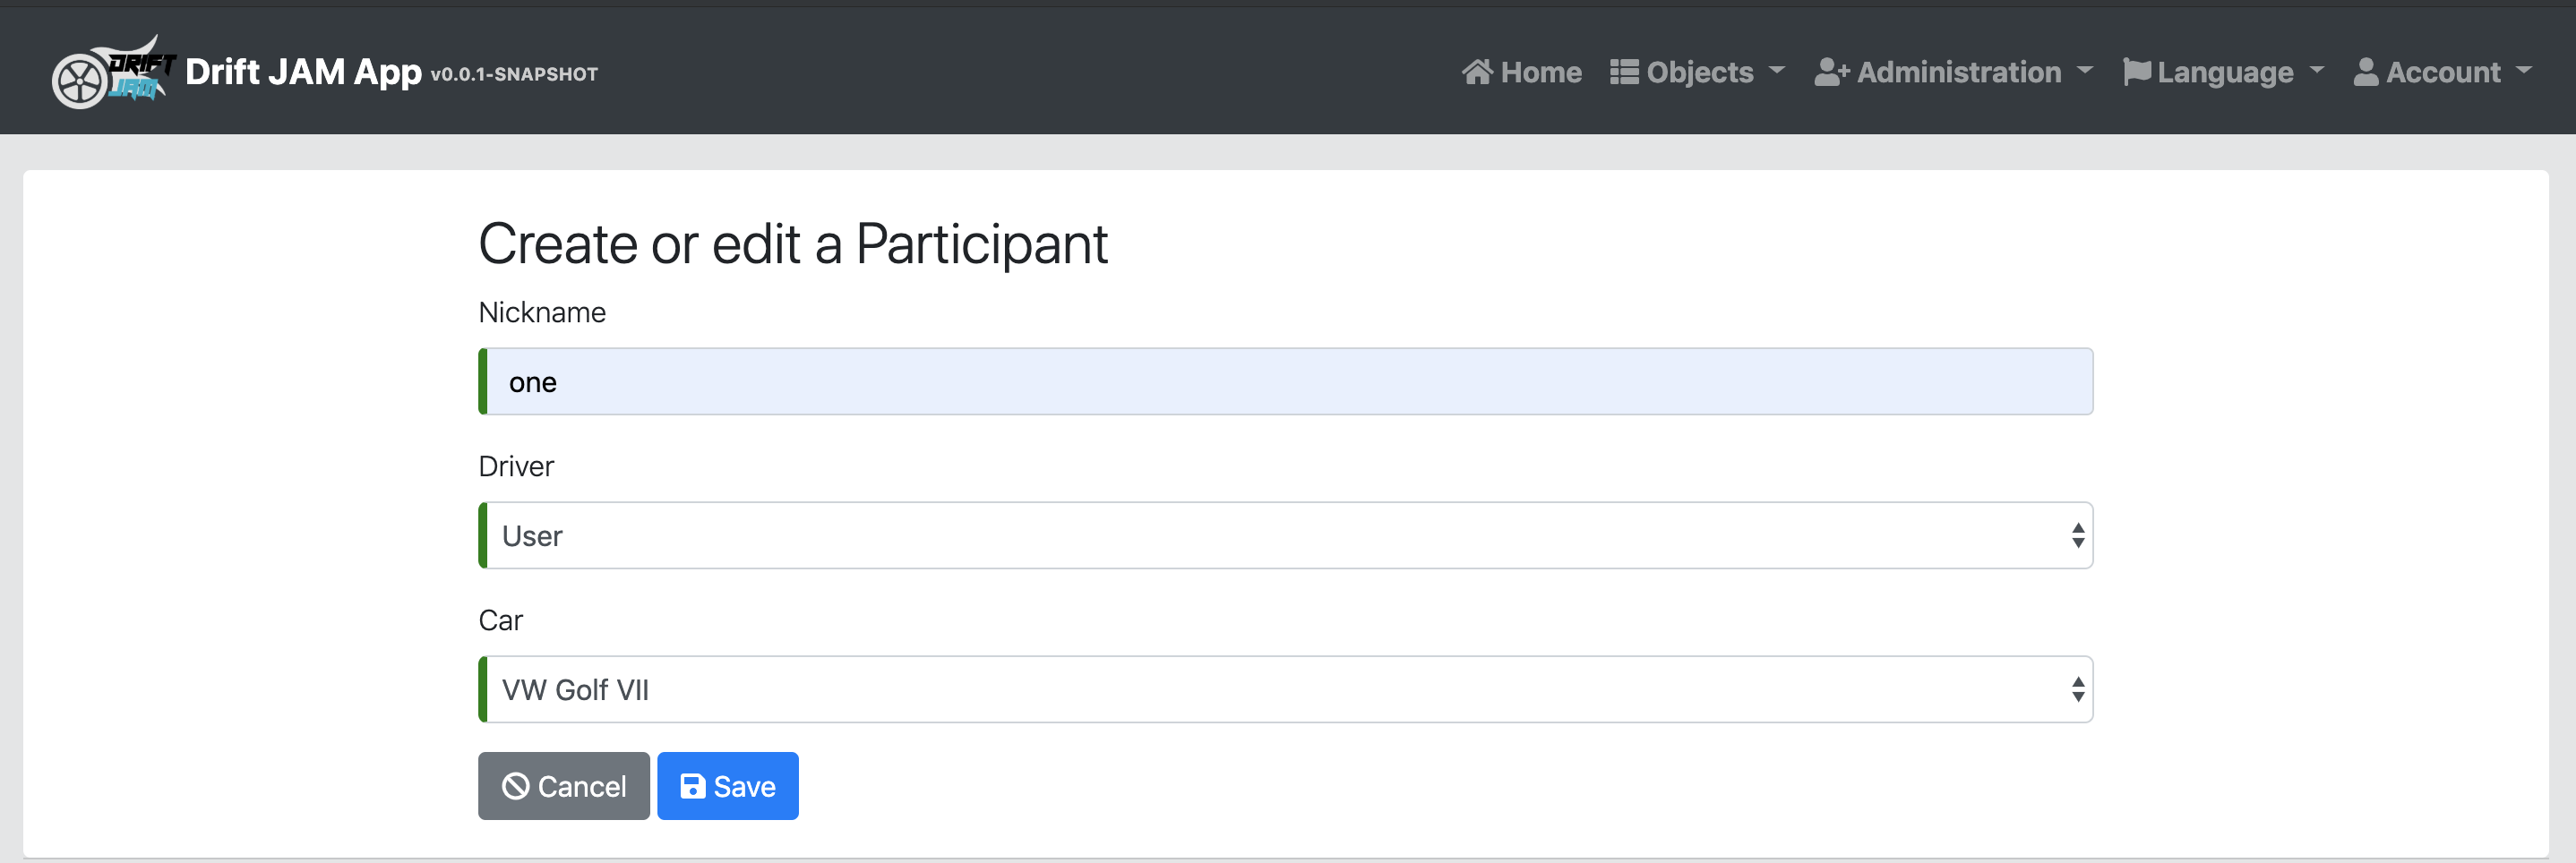 DRIFT JAM Drift JAM App v0.0.1-SNAPSHOT Home Objects Administration Language Account
Create or edit a Participant
Nickname
one
Driver
User
Car
VW Golf VII
Cancel Save